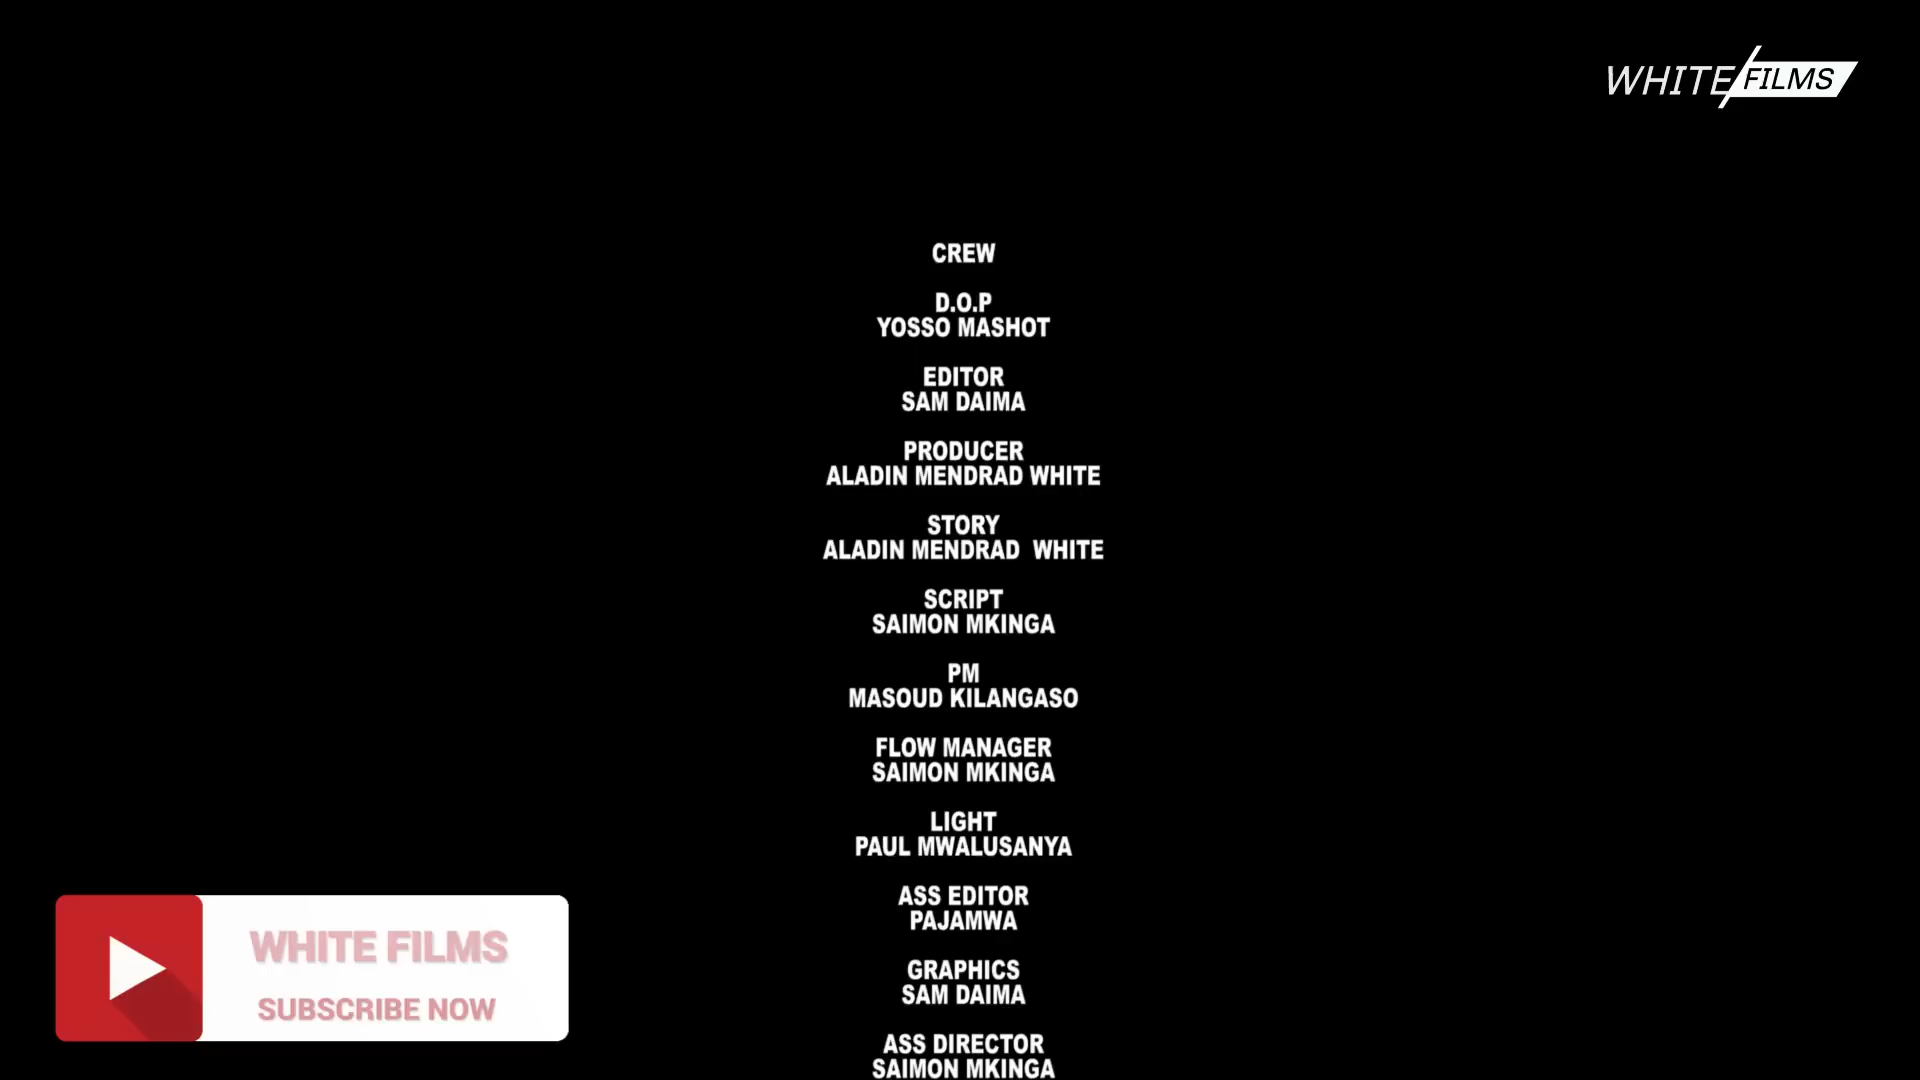 WHITE FILMS
CREW
D.O.P
YOSSO MASHOT
EDITOR
SAM DAIMA
PRODUCER
ALADIN MENDRAD WHITE
STORY
ALADIN MENDRAD  WHITE
SCRIPT
SAIMON MKINGA
PM
MASOUD KILANGASO
FLOW MANAGER
SAIMON MKINGA
LIGHT
PAUL MWALUSANYA
ASS EDITOR
PAJAMWA
GRAPHICS
SAM DAIMA
ASS DIRECTOR
SAIMON MKINGA
WHITE FILMS
SUBSCRIBE NOW